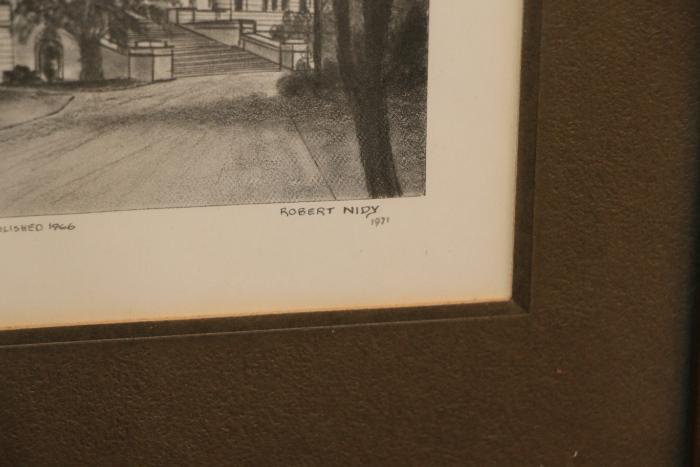 LISHED 1966
ROBERT NIDY
1971